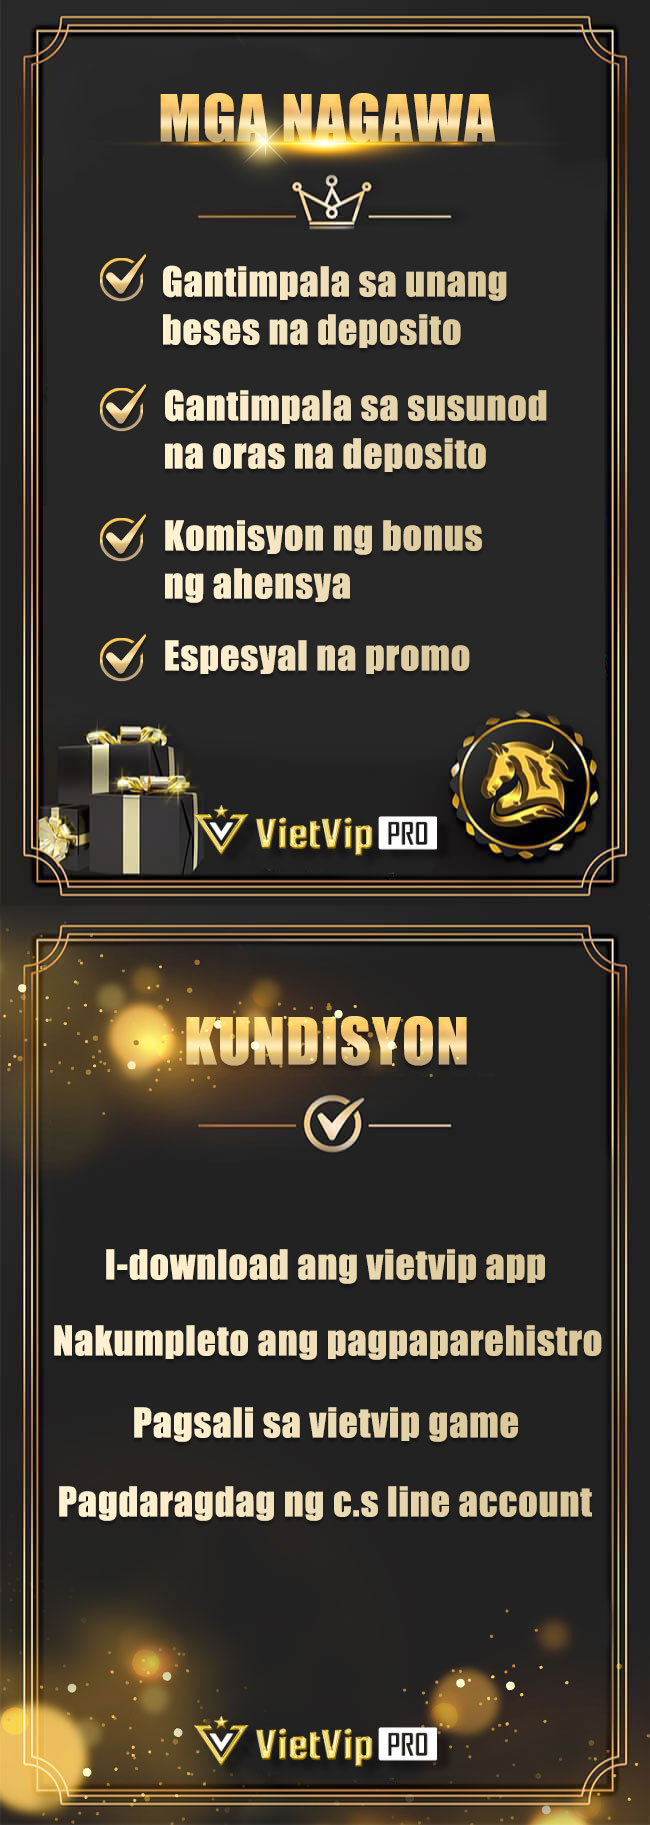 MGA NAGAWA
Gantimpala sa unang
beses na deposito
Gantimpala sa susunod
na oras na deposito
Komisyon ng bonus
ng ahensya
Espesyal na promo
VietVip PRO
KUNDISYON
I-download ang vietvip app
Nakumpleto ang pagpaparehistro
Pagsali sa vietvip game
Pagdaragdag ng c.s line account
VietVip PRO